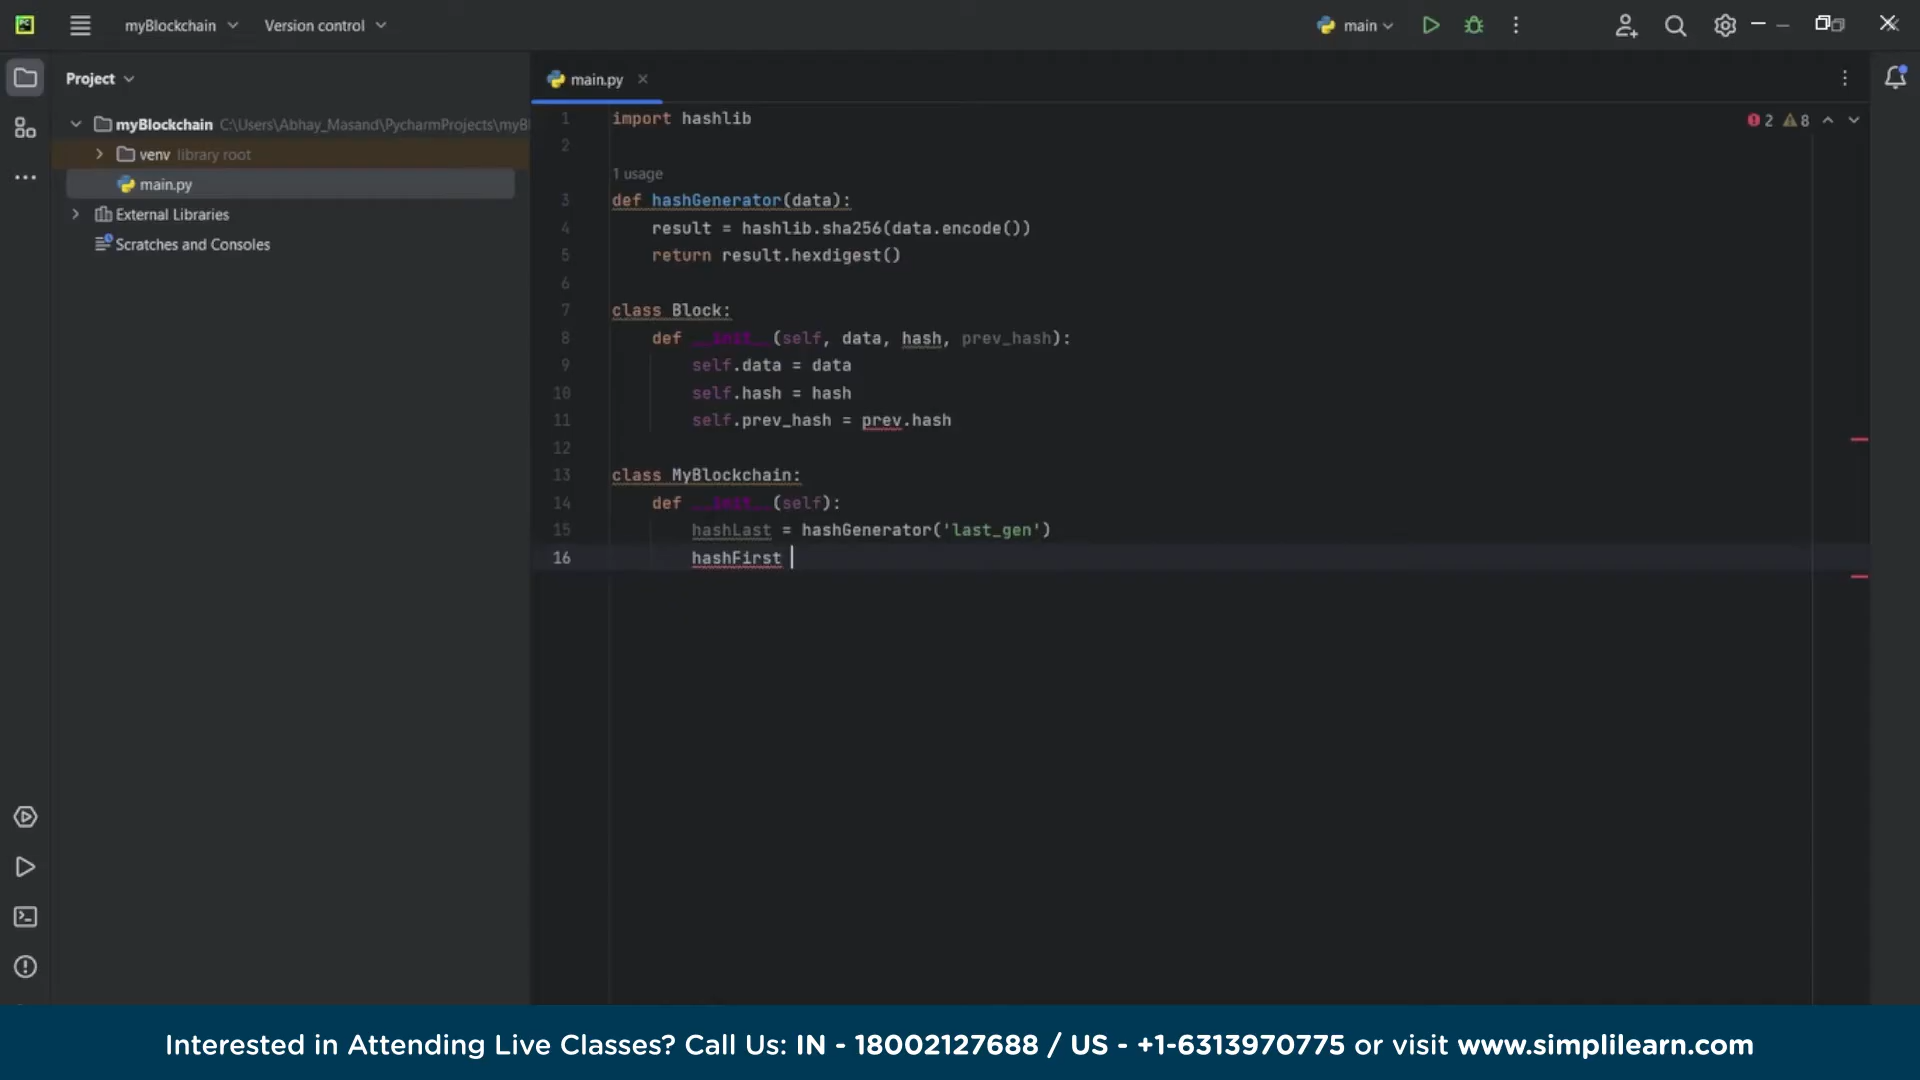 myBlockchain Version control main
Project
main.py
myBlockchain C:\Users\Abhay_Masand\PycharmProjects\myB
venv library root
main.py
External Libraries
Scratches and Consoles
2 8
1 import hashlib
2
1 usage
3 def hashGenerator(data):
4 result = hashlib.sha256(data.encode())
5 return result.hexdigest()
6
7 class Block:
8 def __init__(self, data, hash, prev_hash):
9 self.data = data
10 self.hash = hash
11 self.prev_hash = prev.hash
12
13 class MyBlockchain:
14 def __init__(self):
15 hashLast = hashGenerator('last_gen')
16 hashFirst
Interested in Attending Live Classes? Call Us: IN - 18002127688 / US - +1-6313970775 or visit www.simplilearn.com